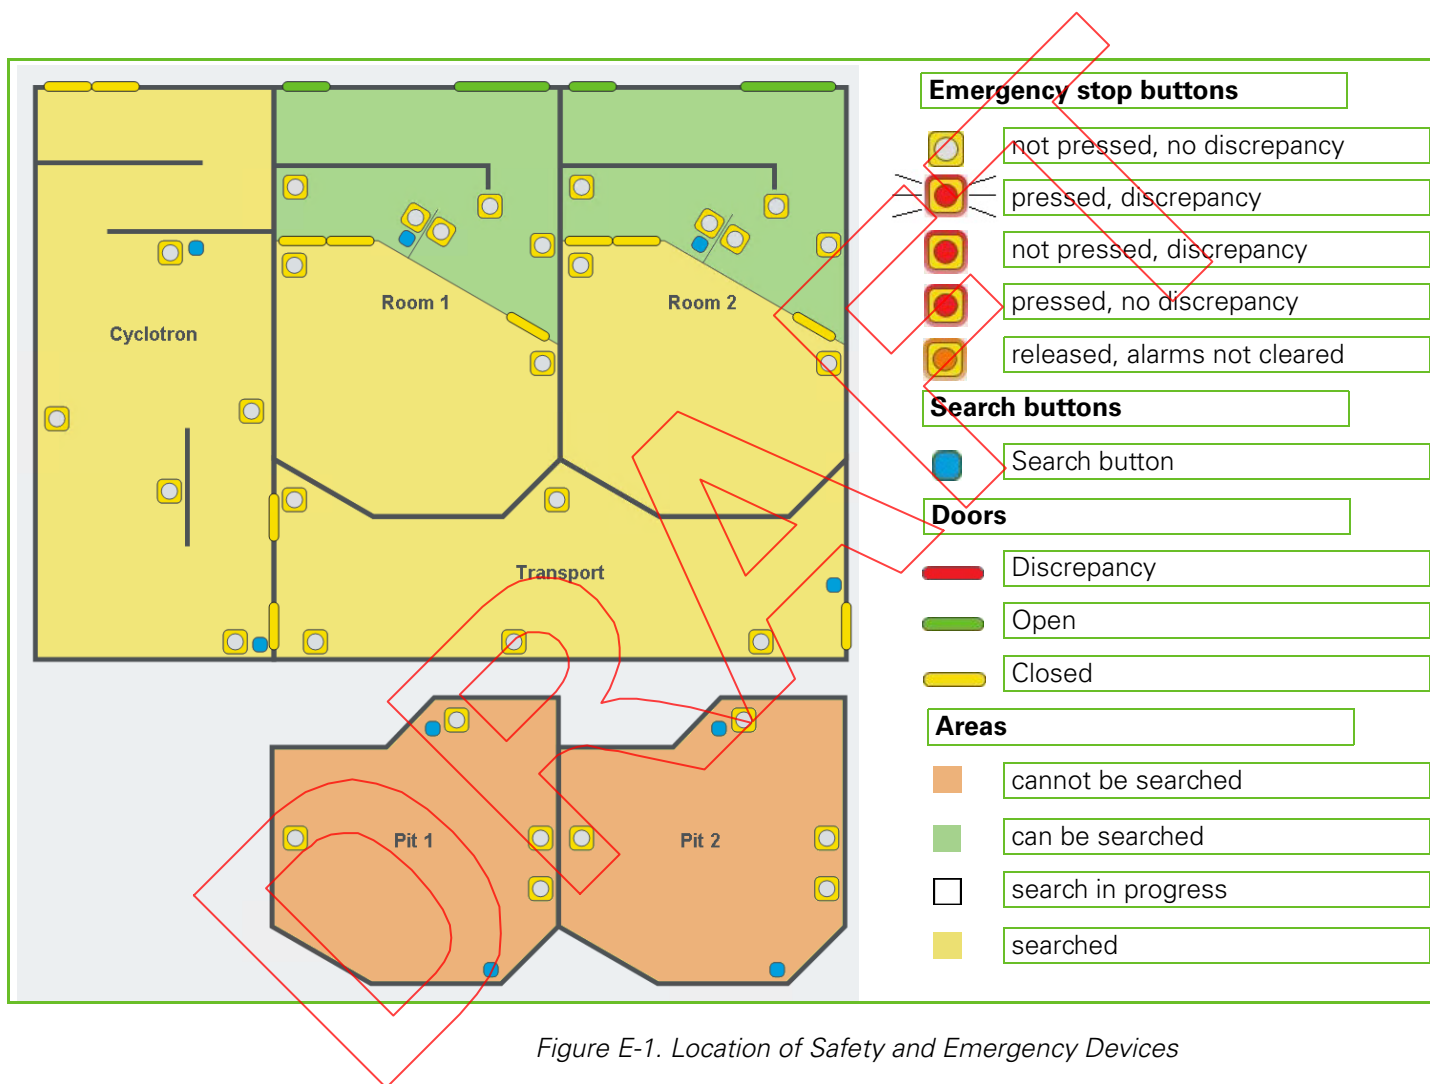 Emergency stop buttons
not pressed, no discrepancy
pressed, discrepancy
not pressed, discrepancy
pressed, no discrepancy
released, alarms not cleared
Search buttons
Search button
Doors
Discrepancy
Open
Closed
Areas
cannot be searched
can be searched
search in progress
searched
Cyclotron
Room 1
Room 2
Transport
Pit 1
Pit 2
DRAFT
Figure E-1. Location of Safety and Emergency Devices